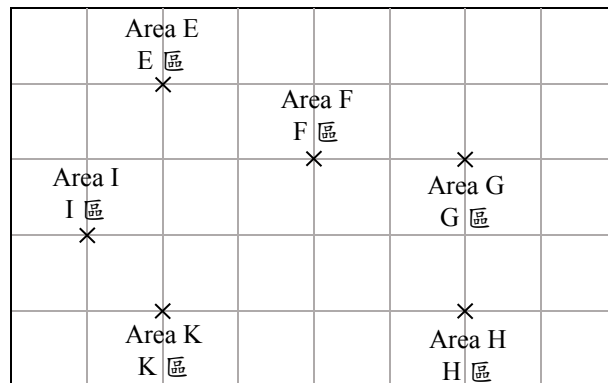 Area E
E 區
Area F
F 區
Area I
I 區
Area G
G 區
Area K
K 區
Area H
H 區